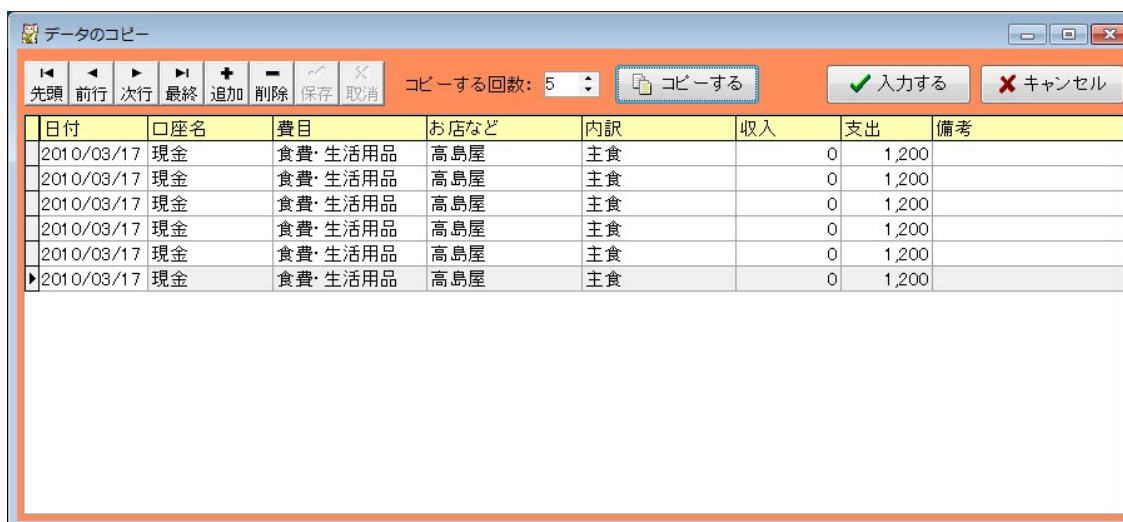 データのコピー
先頭 前行 次行 最終 追加 削除 保存 取消 コピーする回数: 5 コピーする 入力する キャンセル
日付 口座名 費目 お店など 内訳 収入 支出 備考
2010/03/17 現金 食費・生活用品 高島屋 主食 0 1,200
2010/03/17 現金 食費・生活用品 高島屋 主食 0 1,200
2010/03/17 現金 食費・生活用品 高島屋 主食 0 1,200
2010/03/17 現金 食費・生活用品 高島屋 主食 0 1,200
2010/03/17 現金 食費・生活用品 高島屋 主食 0 1,200
2010/03/17 現金 食費・生活用品 高島屋 主食 0 1,200